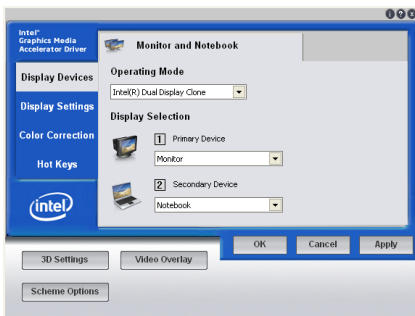 Intel®
Graphics Media
Accelerator Driver
Monitor and Notebook
Display Devices
Display Settings
Color Correction
Hot Keys
intel
Operating Mode
Intel(R) Dual Display Clone
Display Selection
1 Primary Device
Monitor
2 Secondary Device
Notebook
OK Cancel Apply
3D Settings Video Overlay
Scheme Options